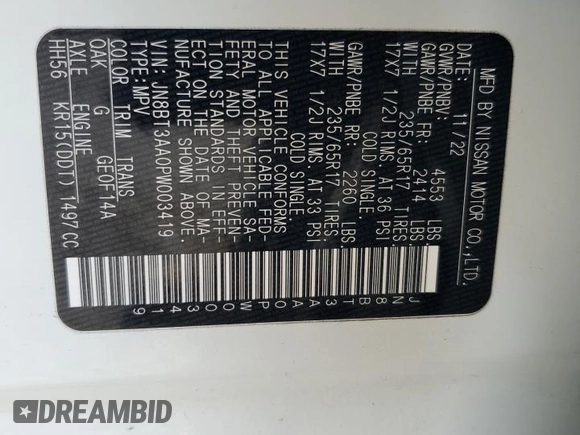 MFD BY NISSAN MOTOR CO.,LTD.
11/22
GVWR/PNBV: 4553 LBS.
GAWR/PNBE FR: 2414 LBS.
WITH 235/65R17 TIRES,
17X7 1/2J RIMS AT 36 PSI
COLD SINGLE
GAWR/PNBE RR: 2260 LBS.
WITH 235/65R17 TIRES,
17X7 1/2J RIMS AT 33 PSI
COLD SINGLE
THIS VEHICLE CONFORMS
TO ALL APPLICABLE FED-
ERAL MOTOR VEHICLE SA-
FETY AND THEFT PREVEN-
TION STANDARDS IN EFF-
ECT ON THE DATE OF MA-
NUFACTURE SHOWN ABOVE.
VIN: JN8BT3AA0PW003419
TYPE: MPV
COLOR TRIM TRANS
QAK G GE0F14A
AXLE ENGINE
HH56 KR15(DDT) 1497CC
JN8BT3AA0PW003419
DREAMBID